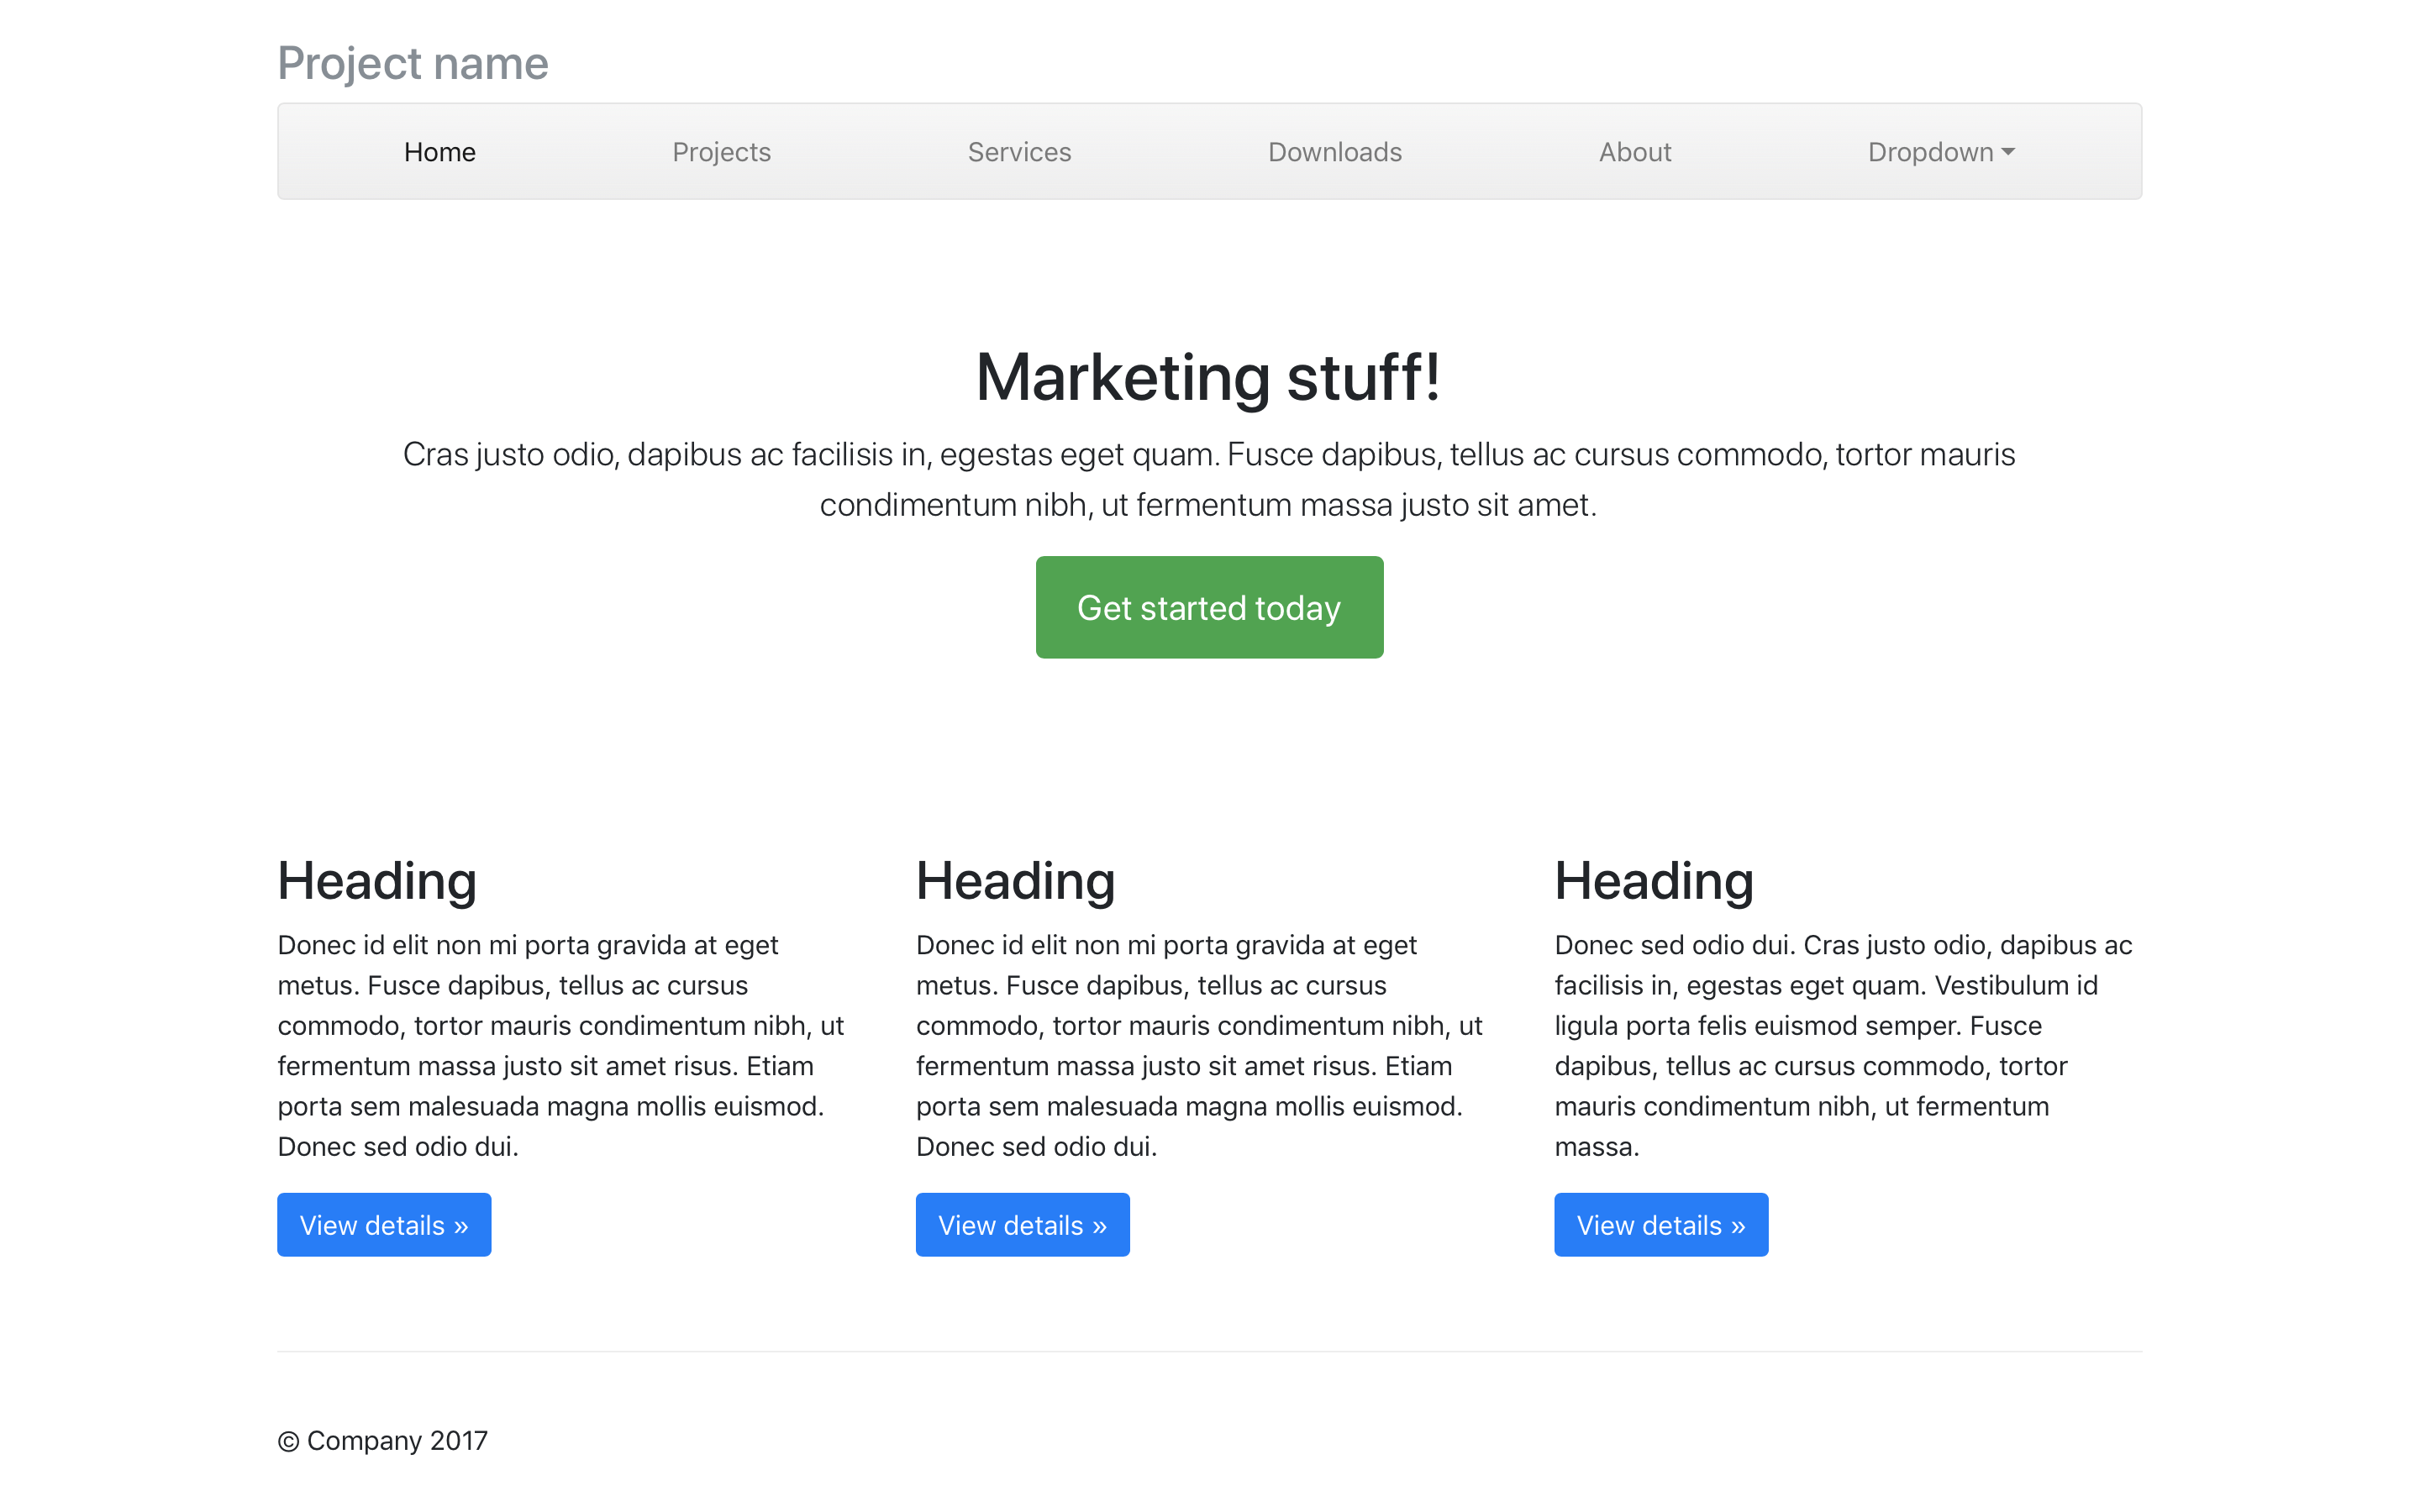 Project name
Home Projects Services Downloads About Dropdown
Marketing stuff!
Cras justo odio, dapibus ac facilisis in, egestas eget quam. Fusce dapibus, tellus ac cursus commodo, tortor mauris
condimentum nibh, ut fermentum massa justo sit amet.
Get started today
Heading
Donec id elit non mi porta gravida at eget
metus. Fusce dapibus, tellus ac cursus
commodo, tortor mauris condimentum nibh, ut
fermentum massa justo sit amet risus. Etiam
porta sem malesuada magna mollis euismod.
Donec sed odio dui.
View details »
Heading
Donec id elit non mi porta gravida at eget
metus. Fusce dapibus, tellus ac cursus
commodo, tortor mauris condimentum nibh, ut
fermentum massa justo sit amet risus. Etiam
porta sem malesuada magna mollis euismod.
Donec sed odio dui.
View details »
Heading
Donec sed odio dui. Cras justo odio, dapibus ac
facilisis in, egestas eget quam. Vestibulum id
ligula porta felis euismod semper. Fusce
dapibus, tellus ac cursus commodo, tortor
mauris condimentum nibh, ut fermentum
massa.
View details »
© Company 2017